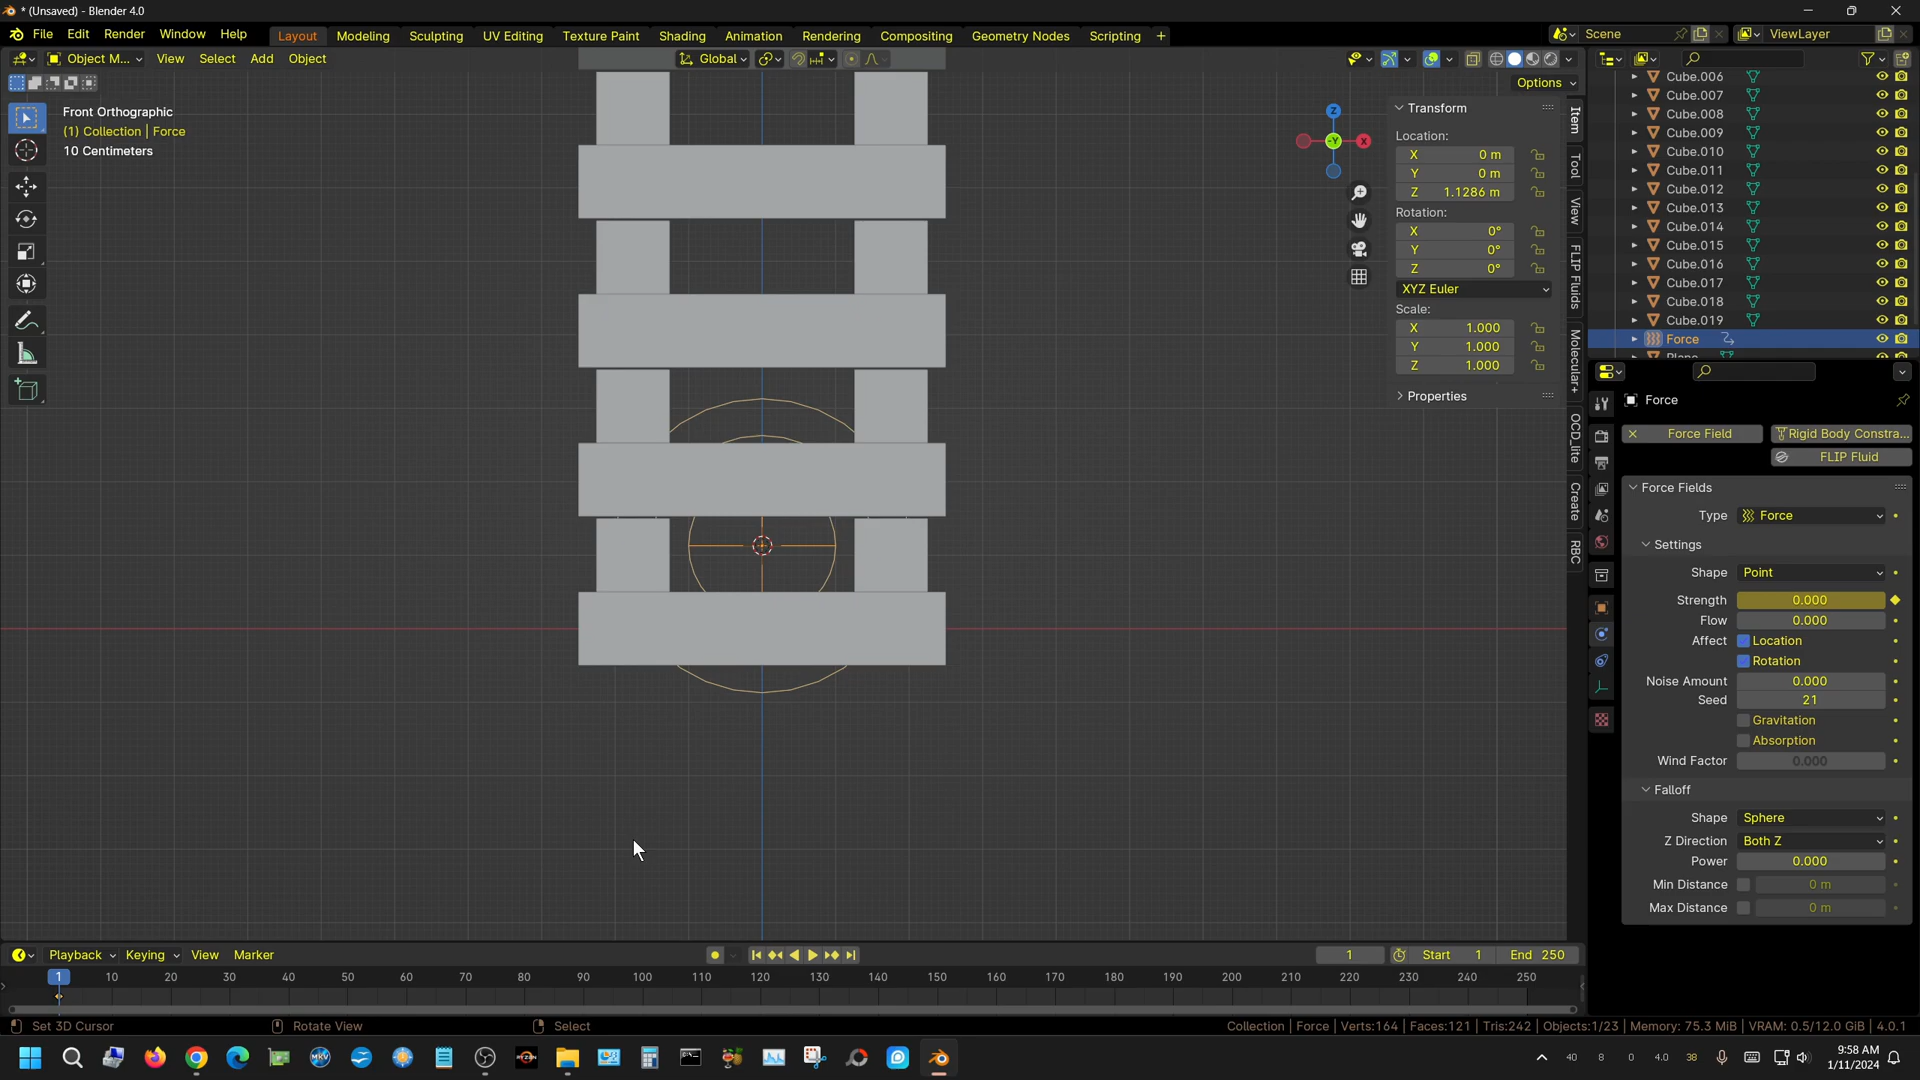 * (Unsaved) - Blender 4.0
File Edit Render Window Help Layout Modeling Sculpting UV Editing Texture Paint Shading Animation Rendering Compositing Geometry Nodes Scripting + Scene ViewLayer
Object M... View Select Add Object Global
Options
Front Orthographic
(1) Collection | Force
10 Centimeters
Z
-Y X
Transform
Location:
X 0 m
Y 0 m
Z 1.1286 m
Rotation:
X 0°
Y 0°
Z 0°
XYZ Euler
Scale:
X 1.000
Y 1.000
Z 1.000
Properties
Item
Tool
View
FLIP Fluids
Molecular+
OCD_lite
Create
RBC
Cube.006
Cube.007
Cube.008
Cube.009
Cube.010
Cube.011
Cube.012
Cube.013
Cube.014
Cube.015
Cube.016
Cube.017
Cube.018
Cube.019
Force
Plane
Force
Force Field Rigid Body Constra...
FLIP Fluid
Force Fields
Type Force
Settings
Shape Point
Strength 0.000
Flow 0.000
Affect Location
Rotation
Noise Amount 0.000
Seed 21
Gravitation
Absorption
Wind Factor 0.000
Falloff
Shape Sphere
Z Direction Both Z
Power 0.000
Min Distance 0 m
Max Distance 0 m
Playback Keying View Marker 1 Start 1 End 250
1 10 20 30 40 50 60 70 80 90 100 110 120 130 140 150 160 170 180 190 200 210 220 230 240 250
Set 3D Cursor Rotate View Select Collection | Force | Verts:164 | Faces:121 | Tris:242 | Objects:1/23 | Memory: 75.3 MiB | VRAM: 0.5/12.0 GiB | 4.0.1
MKV RYZEN 40 8 0 4.0 38 9:58 AM
1/11/2024